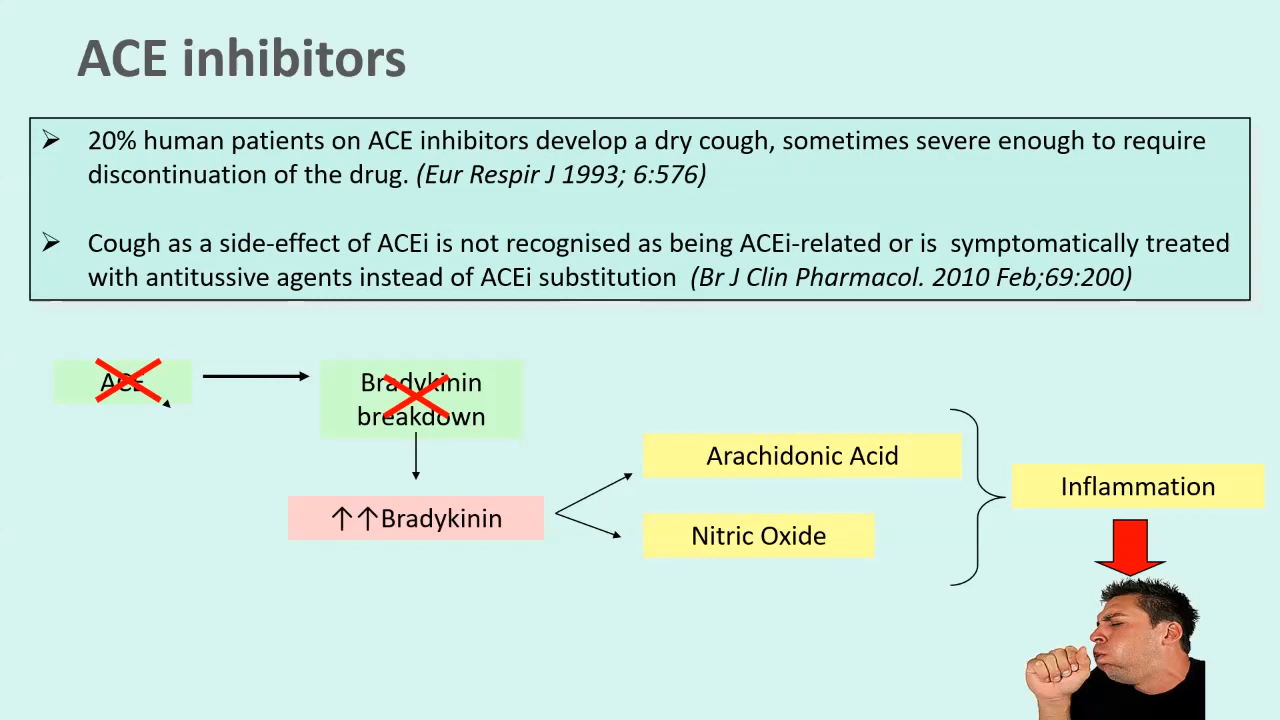 ACE inhibitors
➢ 20% human patients on ACE inhibitors develop a dry cough, sometimes severe enough to require
discontinuation of the drug. (Eur Respir J 1993; 6:576)
➢ Cough as a side-effect of ACEi is not recognised as being ACEi-related or is symptomatically treated
with antitussive agents instead of ACEi substitution (Br J Clin Pharmacol. 2010 Feb;69:200)
ACE
Bradykinin
breakdown
↑↑Bradykinin
Arachidonic Acid
Nitric Oxide
Inflammation